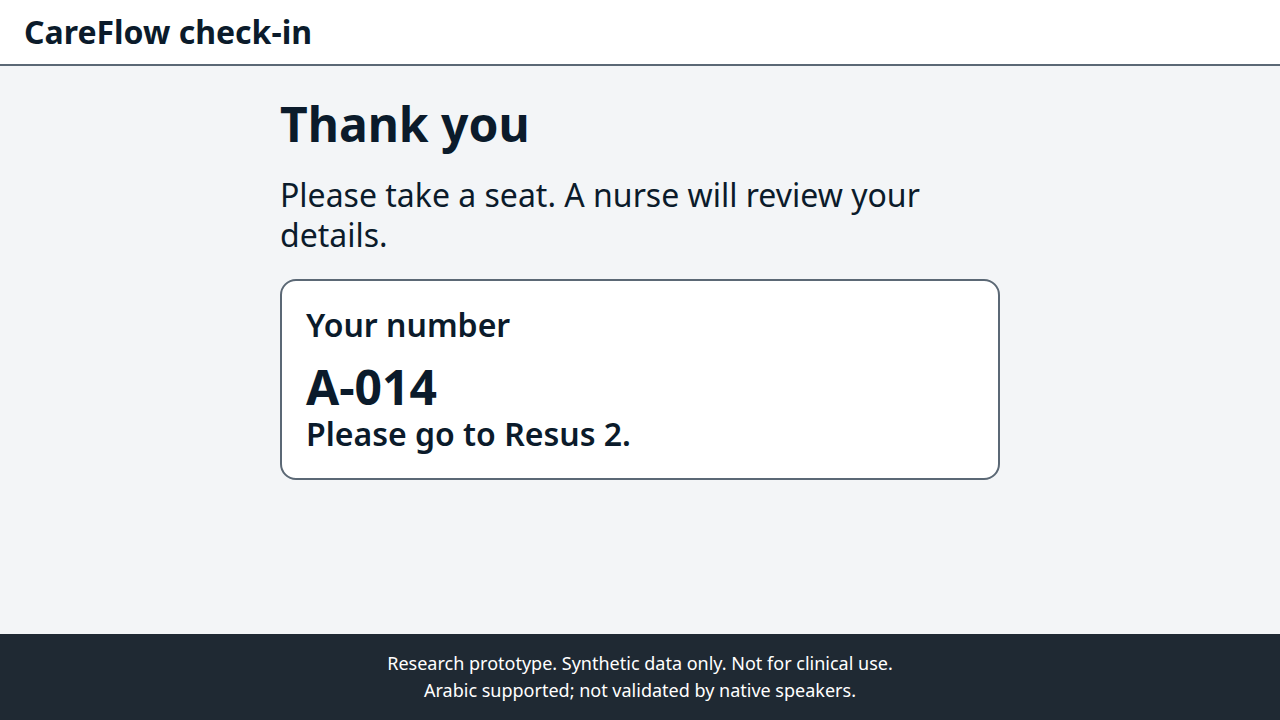 CareFlow check-in
Thank you
Please take a seat. A nurse will review your
details.
Your number
A-014
Please go to Resus 2.
Research prototype. Synthetic data only. Not for clinical use.
Arabic supported; not validated by native speakers.